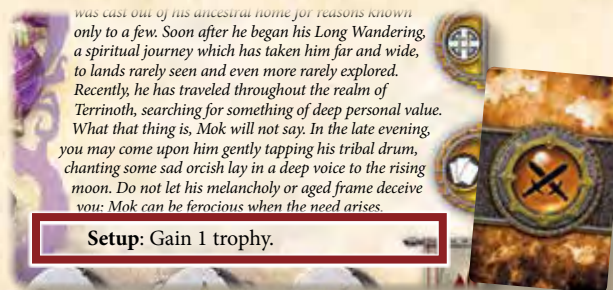 was cast out of his ancestral home for reasons known
only to a few. Soon after he began his Long Wandering,
a spiritual journey which has taken him far and wide,
to lands rarely seen and even more rarely explored.
Recently, he has traveled throughout the realm of
Terrinoth, searching for something of deep personal value.
What that thing is, Mok will not say. In the late evening,
you may come upon him gently tapping his tribal drum,
chanting some sad orcish lay in a deep voice to the rising
moon. Do not let his melancholy or aged frame deceive
you: Mok can be ferocious when the need arises.
Setup: Gain 1 trophy.